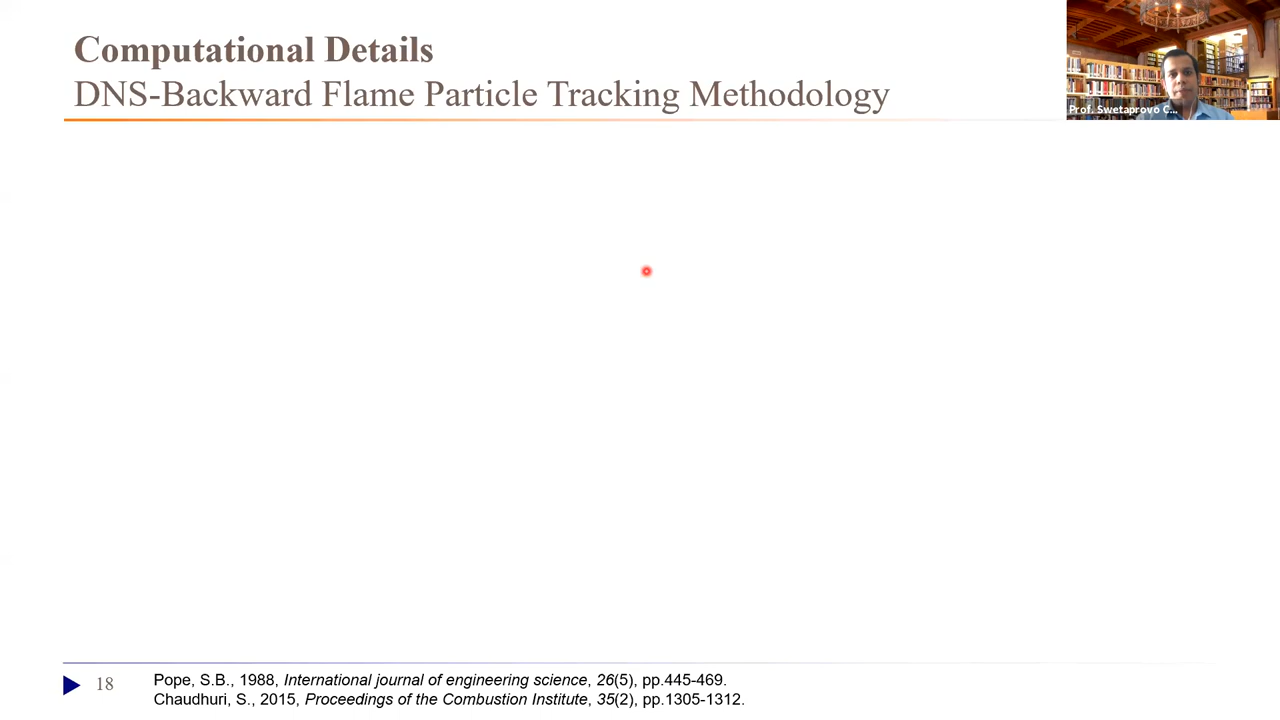 Computational Details
DNS-Backward Flame Particle Tracking Methodology
Prof. Swetaprovo C...
18
Pope, S.B., 1988, International journal of engineering science, 26(5), pp.445-469.
Chaudhuri, S., 2015, Proceedings of the Combustion Institute, 35(2), pp.1305-1312.